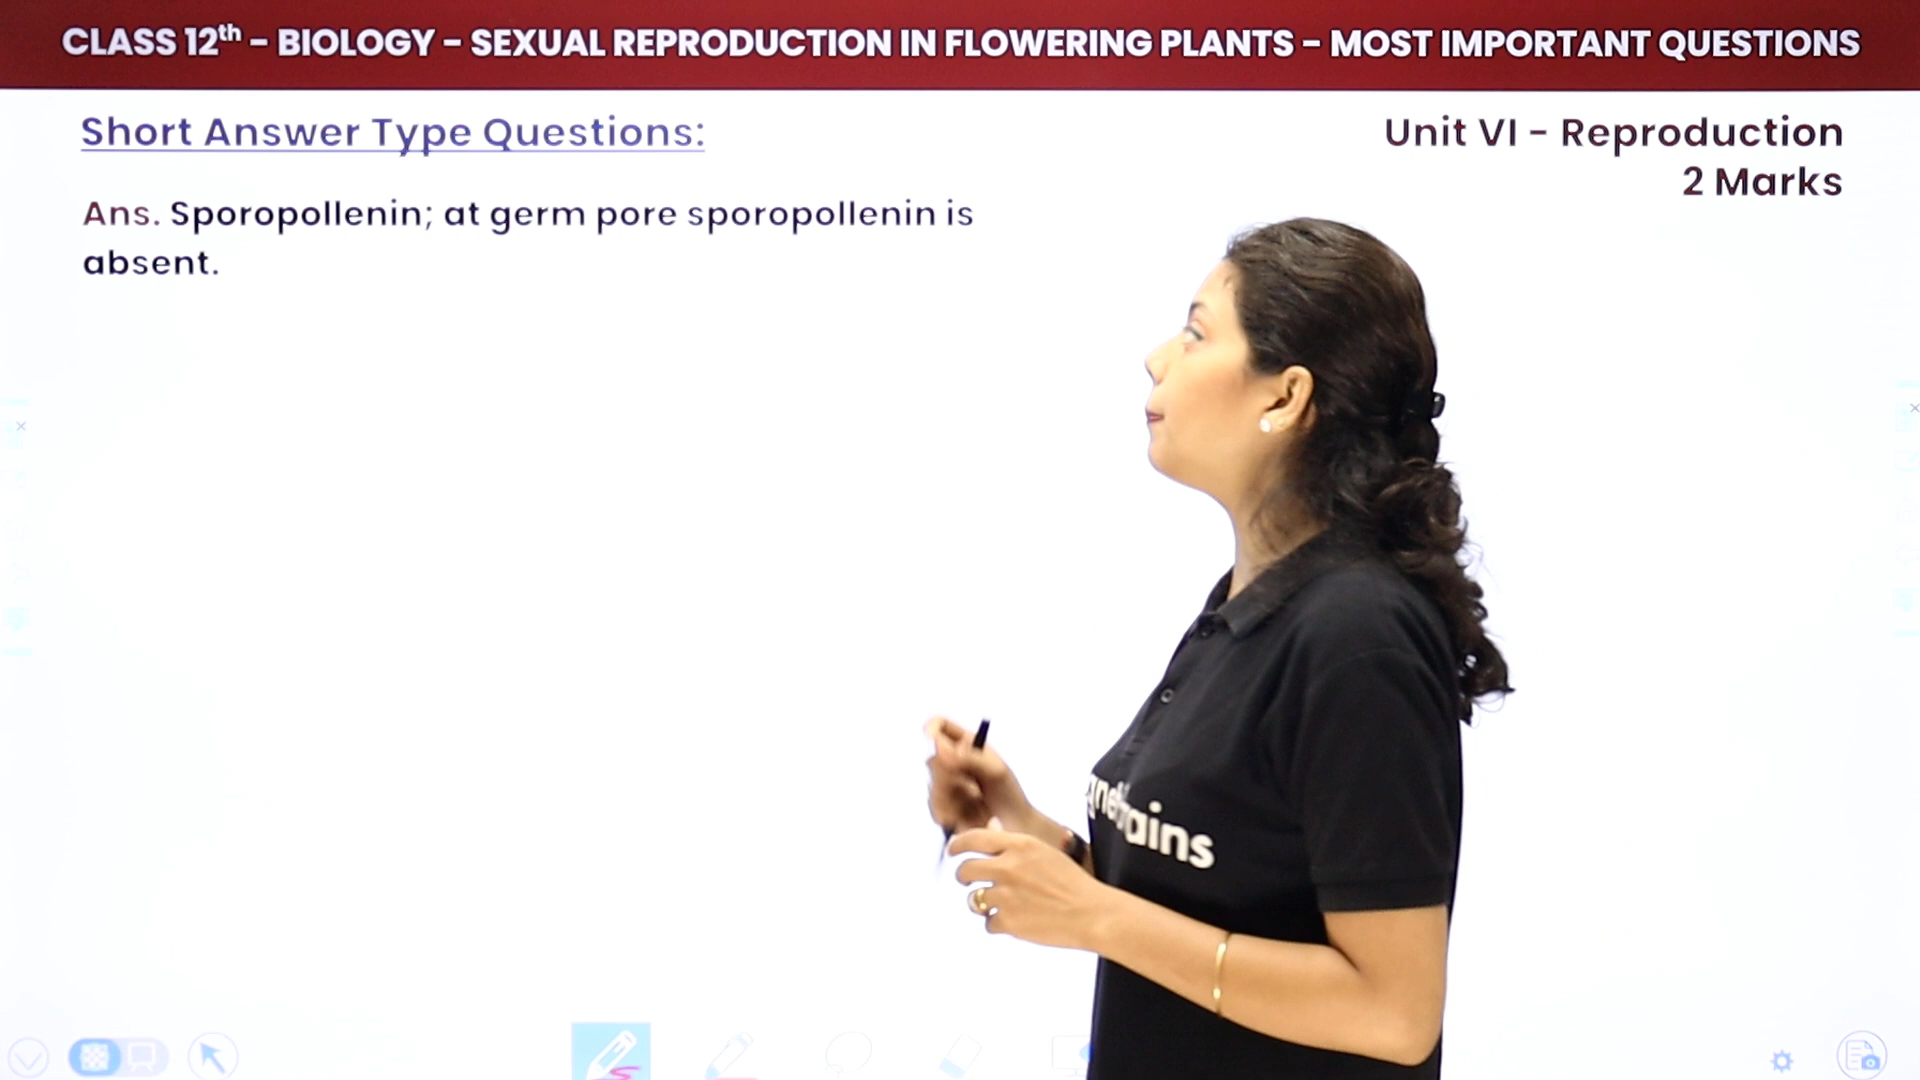 CLASS 12th – BIOLOGY – SEXUAL REPRODUCTION IN FLOWERING PLANTS – MOST IMPORTANT QUESTIONS
Short Answer Type Questions:
Unit VI – Reproduction
2 Marks
Ans. Sporopollenin; at germ pore sporopollenin is
absent.